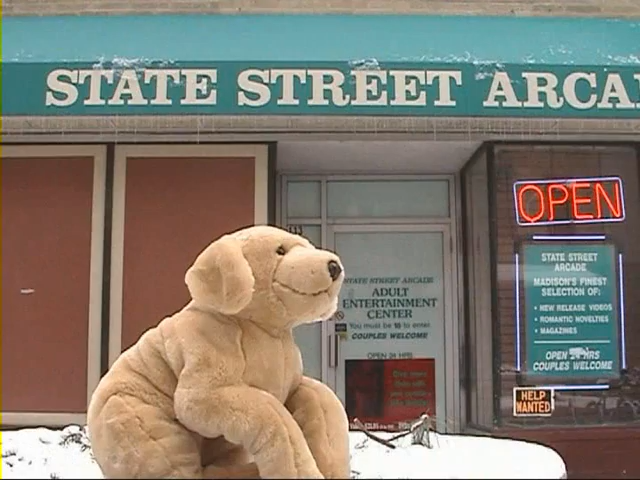 STATE STREET ARCA
OPEN
STATE STREET ARCADE
ADULT
ENTERTAINMENT
CENTER
You must be 18 to enter
COUPLES WELCOME
OPEN 24 HRS
STATE STREET
ARCADE
MADISON'S FINEST
SELECTION OF:
• NEW RELEASE VIDEOS
• ROMANTIC NOVELTIES
• MAGAZINES
OPEN 24 HRS
COUPLES WELCOME
HELP
WANTED